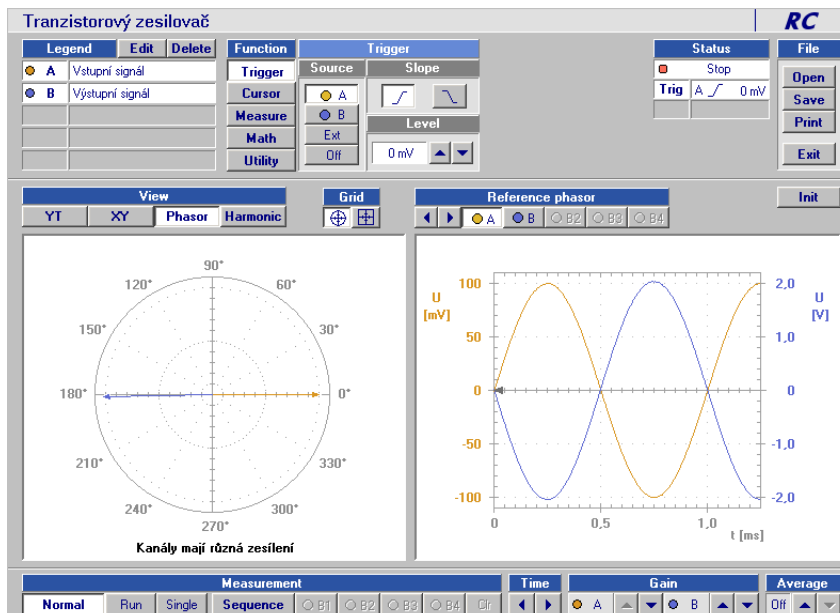 Tranzistorový zesilovač
RC
Legend Edit Delete
A Vstupní signál
B Výstupní signál
Function
Trigger
Cursor
Measure
Math
Utility
Trigger
Source
A
B
Ext
Off
Slope
Level
0 mV
Status
Stop
Trig A 0 mV
File
Open
Save
Print
Exit
View
YT XY Phasor Harmonic
Grid
Reference phasor
A B B2 B3 B4
Init
90°
120° 60°
150° 30°
180° 0°
210° 330°
240° 300°
270°
Kanály mají různá zesílení
U
[mV]
100
50
0
-50
-100
U
[V]
2,0
1,0
0
-1,0
-2,0
0 0,5 1,0
t [ms]
Measurement
Normal Run Single Sequence B1 B2 B3 B4 Clr
Time
Gain
A B
Average
Off